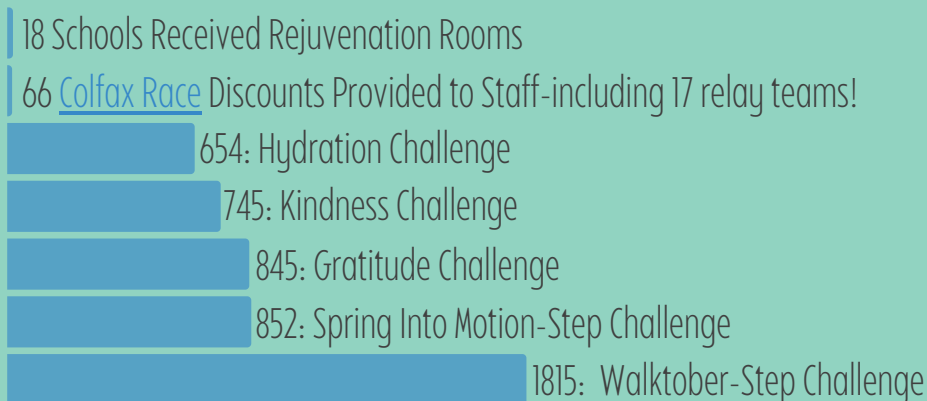 18 Schools Received Rejuvenation Rooms
66 Colfax Race Discounts Provided to Staff-including 17 relay teams!
654: Hydration Challenge
745: Kindness Challenge
845: Gratitude Challenge
852: Spring Into Motion-Step Challenge
1815: Walktober-Step Challenge